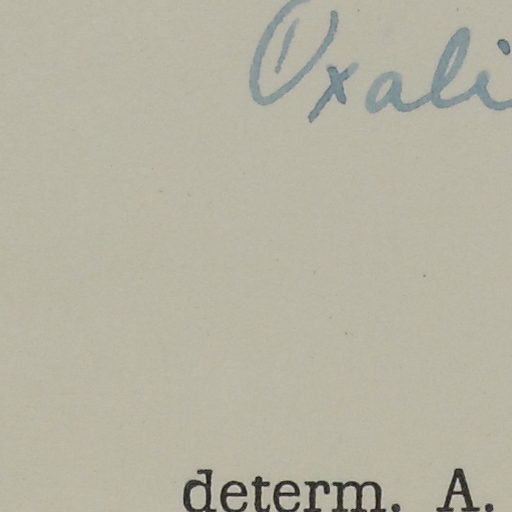 Oxali
determ. A.